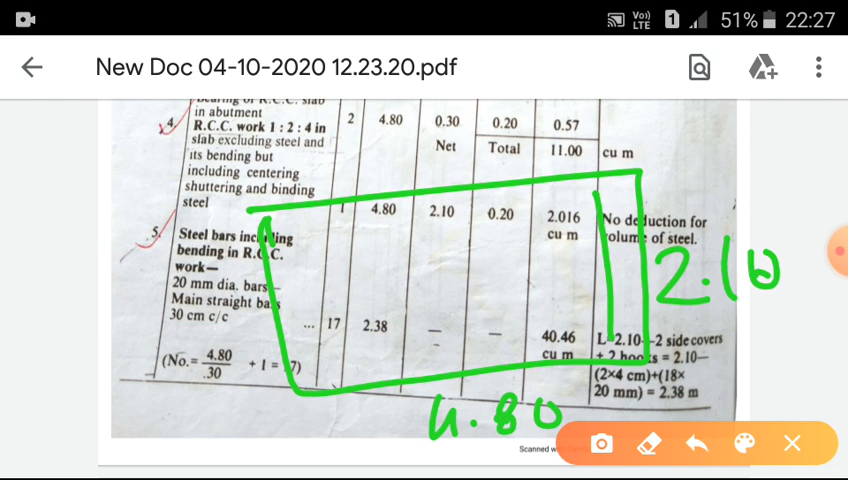 Vo)) LTE 1 51% 22:27
New Doc 04-10-2020 12.23.20.pdf
in abutment 2 4.80 0.30 0.20 0.57
4. R.C.C. work 1 : 2 : 4 in
slab excluding steel and Net Total 11.00 cu m
its bending but
including centering
shuttering and binding
steel 1 4.80 2.10 0.20 2.016 No deduction for
cu m volume of steel.
5. Steel bars including
bending in R.C.C.
work—
20 mm dia. bars
Main straight bars
30 cm c/c ... 17 2.38 — — 40.46 L=2.10—2 side covers
cu m + 2 hooks = 2.10—
(No.= 4.80/.30 + 1 = 17) (2×4 cm)+(18×
20 mm) = 2.38 m
2.10
4.80
Scanned